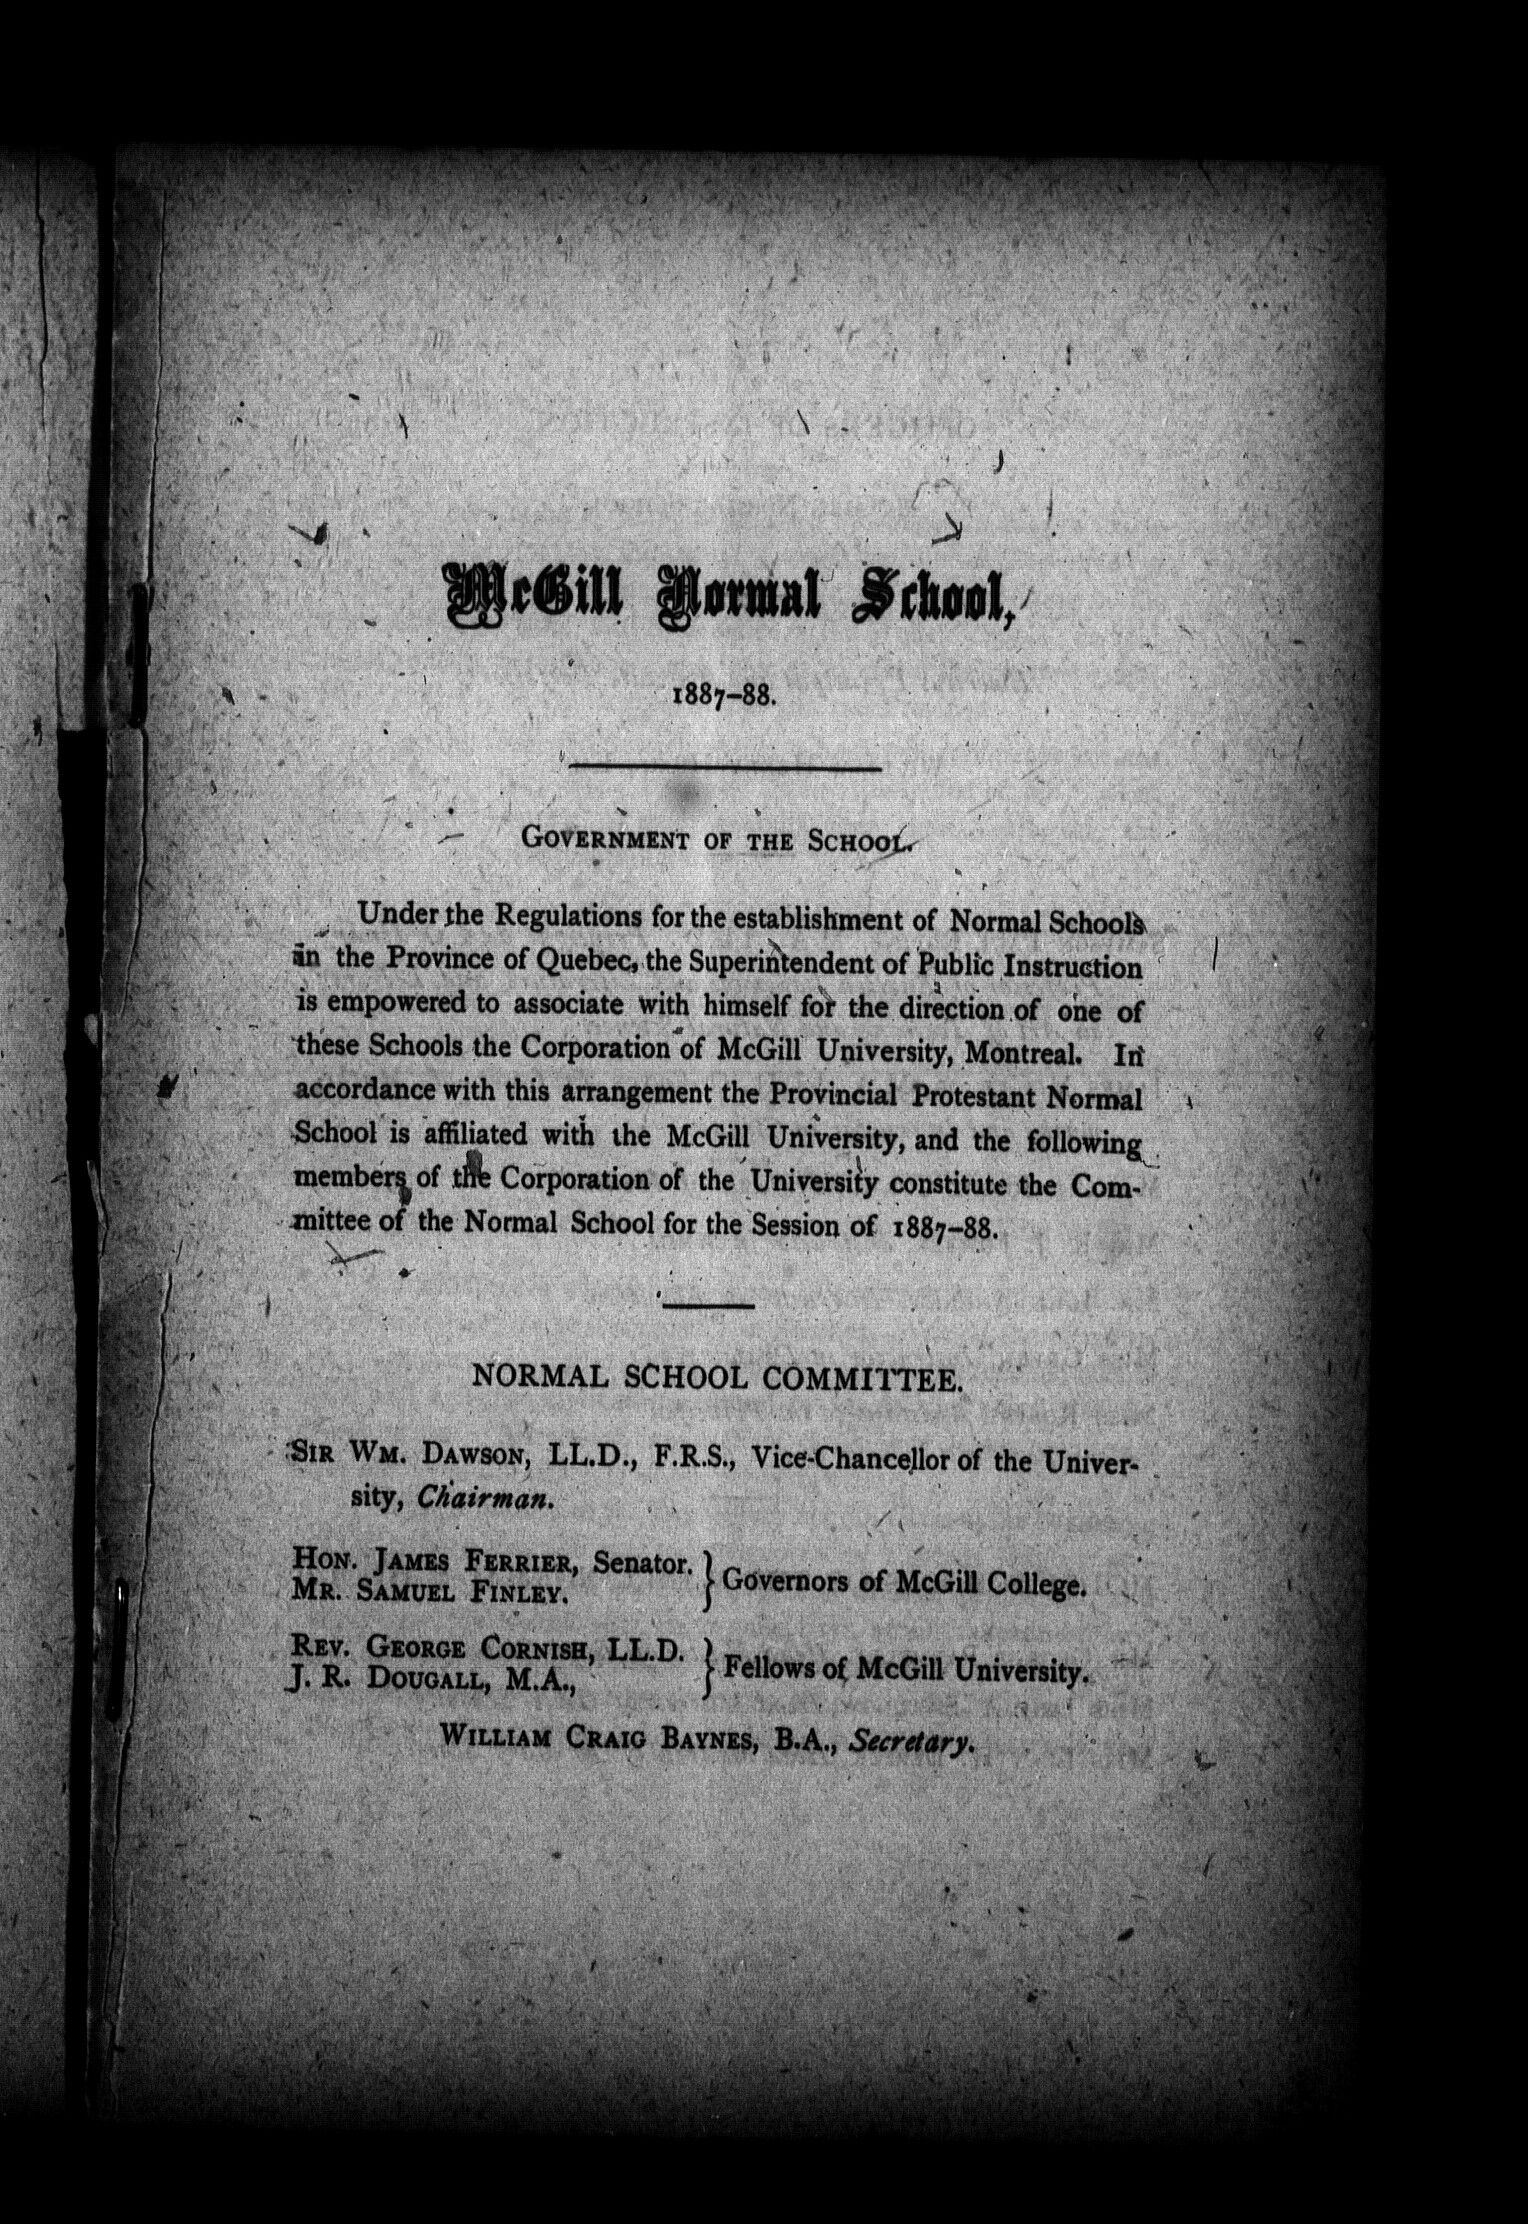 McGill Normal School,
1887-88.
GOVERNMENT OF THE SCHOOL.
Under the Regulations for the establishment of Normal Schools
in the Province of Quebec, the Superintendent of Public Instruction
is empowered to associate with himself for the direction of one of
these Schools the Corporation of McGill University, Montreal. In
accordance with this arrangement the Provincial Protestant Normal
School is affiliated with the McGill University, and the following
members of the Corporation of the University constitute the Com-
mittee of the Normal School for the Session of 1887-88.
NORMAL SCHOOL COMMITTEE.
SIR WM. DAWSON, LL.D., F.R.S., Vice-Chancellor of the Univer-
sity, Chairman.
HON. JAMES FERRIER, Senator.
MR. SAMUEL FINLEY.
} Governors of McGill College.
REV. GEORGE CORNISH, LL.D.
J. R. DOUGALL, M.A.,
} Fellows of McGill University.
WILLIAM CRAIG BAYNES, B.A., Secretary.